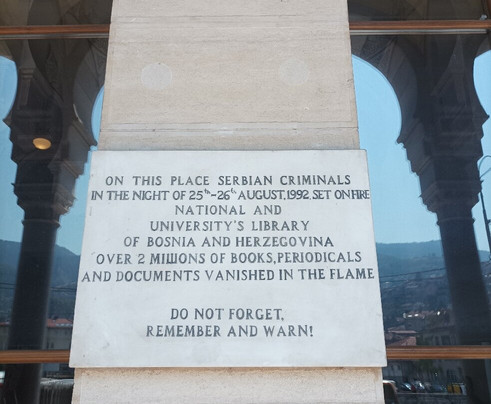 ON THIS PLACE SERBIAN CRIMINALS
IN THE NIGHT OF 25th-26th AUGUST, 1992. SET ON FIRE
NATIONAL AND
UNIVERSITY'S LIBRARY
OF BOSNIA AND HERZEGOVINA
OVER 2 MILLIONS OF BOOKS, PERIODICALS
AND DOCUMENTS VANISHED IN THE FLAME
DO NOT FORGET,
REMEMBER AND WARN!